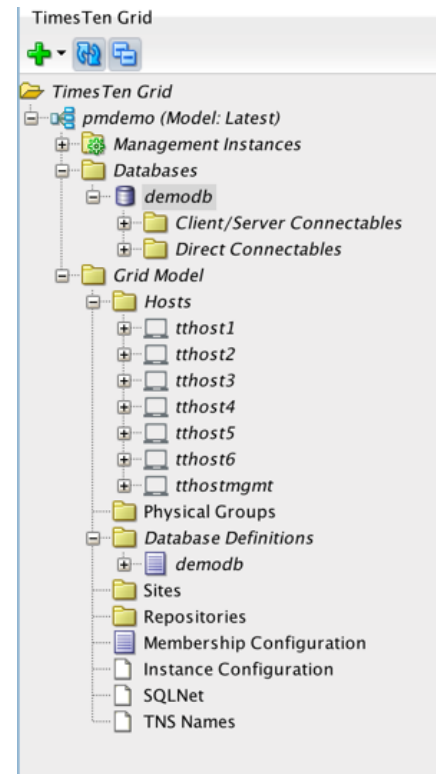 TimesTen Grid
TimesTen Grid
pmdemo (Model: Latest)
Management Instances
Databases
demodb
Client/Server Connectables
Direct Connectables
Grid Model
Hosts
tthost1
tthost2
tthost3
tthost4
tthost5
tthost6
tthostmgmt
Physical Groups
Database Definitions
demodb
Sites
Repositories
Membership Configuration
Instance Configuration
SQLNet
TNS Names